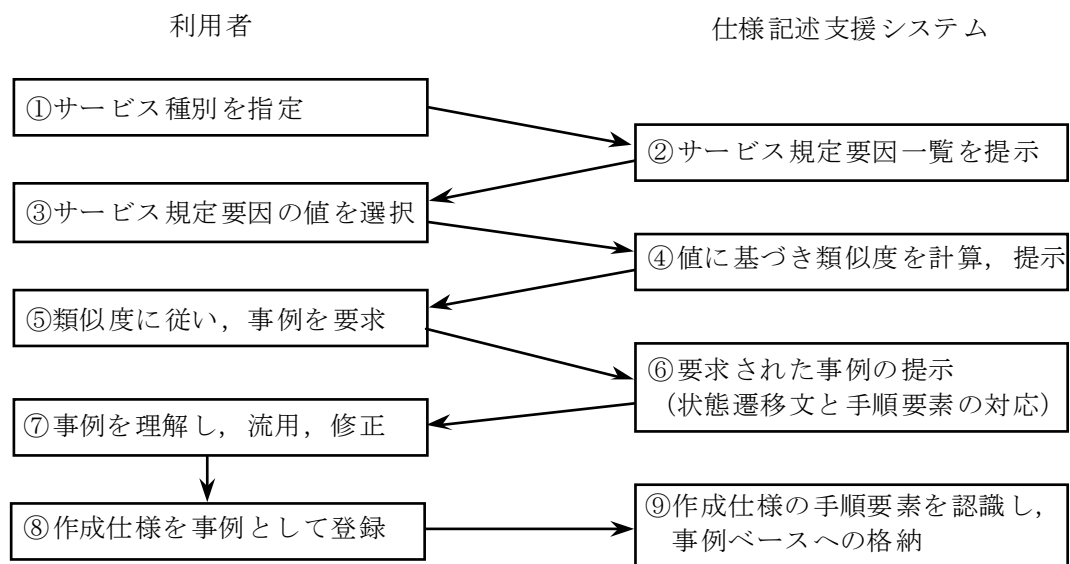 利用者
仕様記述支援システム
①サービス種別を指定
②サービス規定要因一覧を提示
③サービス規定要因の値を選択
④値に基づき類似度を計算，提示
⑤類似度に従い，事例を要求
⑥要求された事例の提示
（状態遷移文と手順要素の対応）
⑦事例を理解し，流用，修正
⑧作成仕様を事例として登録
⑨作成仕様の手順要素を認識し，
事例ベースへの格納